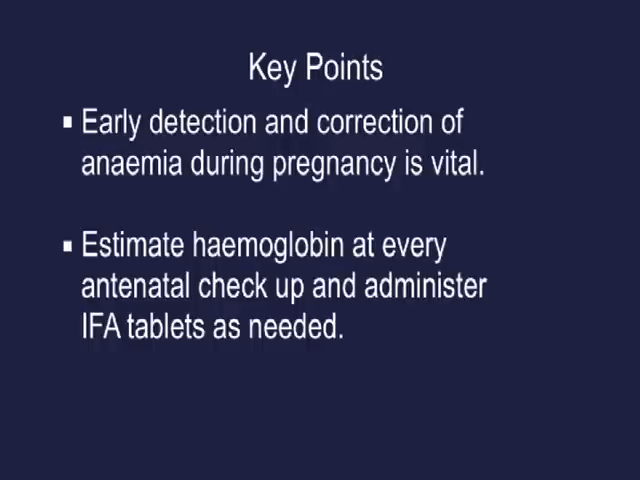 Key Points
▪ Early detection and correction of
anaemia during pregnancy is vital.
▪ Estimate haemoglobin at every
antenatal check up and administer
IFA tablets as needed.